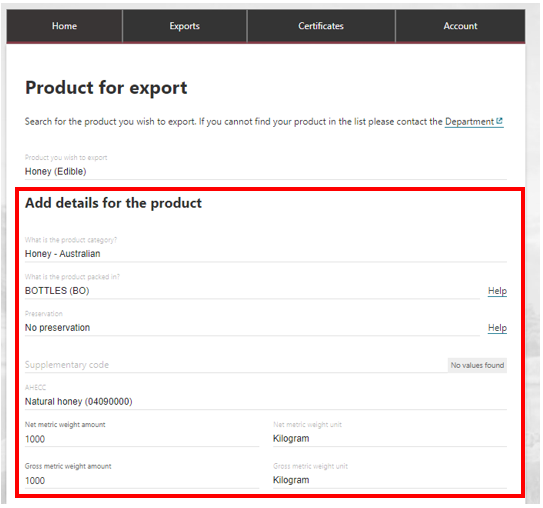 Home Exports Certificates Account
Product for export
Search for the product you wish to export. If you cannot find your product in the list please contact the Department
Product you wish to export
Honey (Edible)
Add details for the product
What is the product category?
Honey - Australian
What is the product packed in?
BOTTLES (BO) Help
Preservation
No preservation Help
Supplementary code No values found
AHECC
Natural honey (04090000)
Net metric weight amount Net metric weight unit
1000 Kilogram
Gross metric weight amount Gross metric weight unit
1000 Kilogram